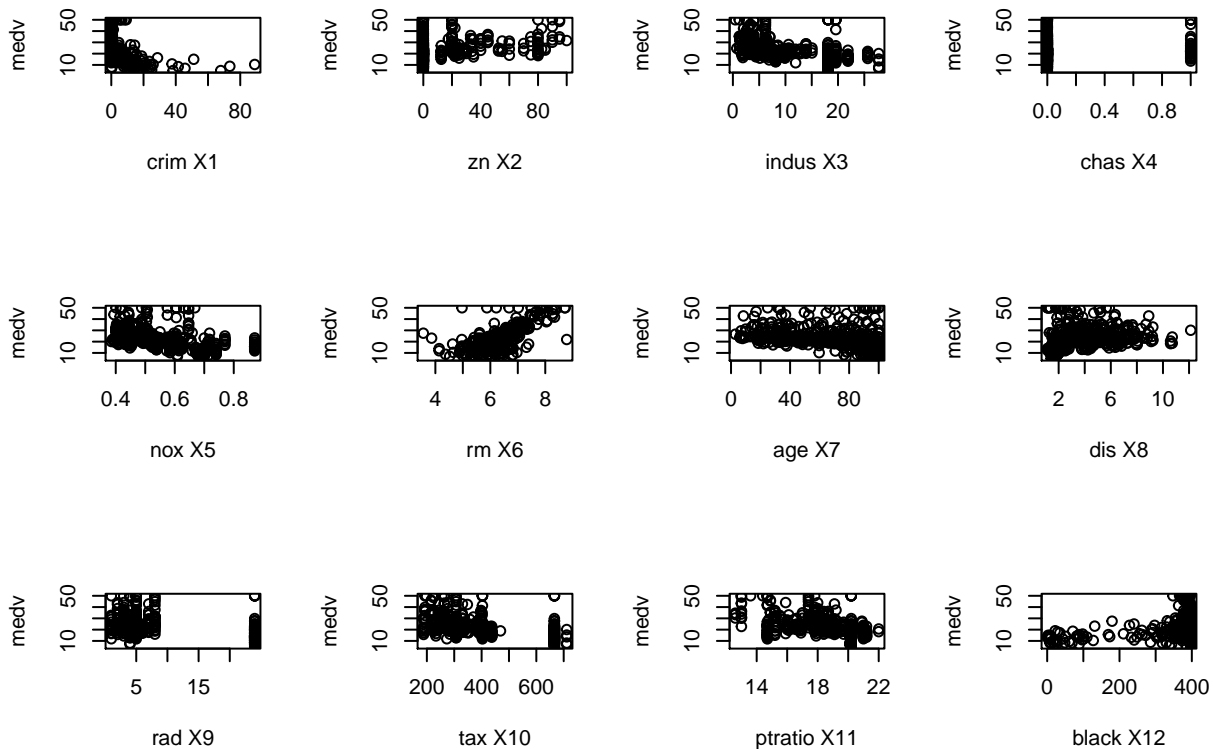 medv
50
10
0 40 80
crim X1
medv
50
10
0 20 40 60 80
zn X2
medv
50
10
0 10 20
indus X3
medv
50
10
0.0 0.4 0.8
chas X4
medv
50
10
0.4 0.6 0.8
nox X5
medv
50
10
4 6 8
rm X6
medv
50
10
0 40 80
age X7
medv
50
10
2 6 10
dis X8
medv
50
10
5 15
rad X9
medv
50
10
200 400 600
tax X10
medv
50
10
14 18 22
ptratio X11
medv
50
10
0 200 400
black X12